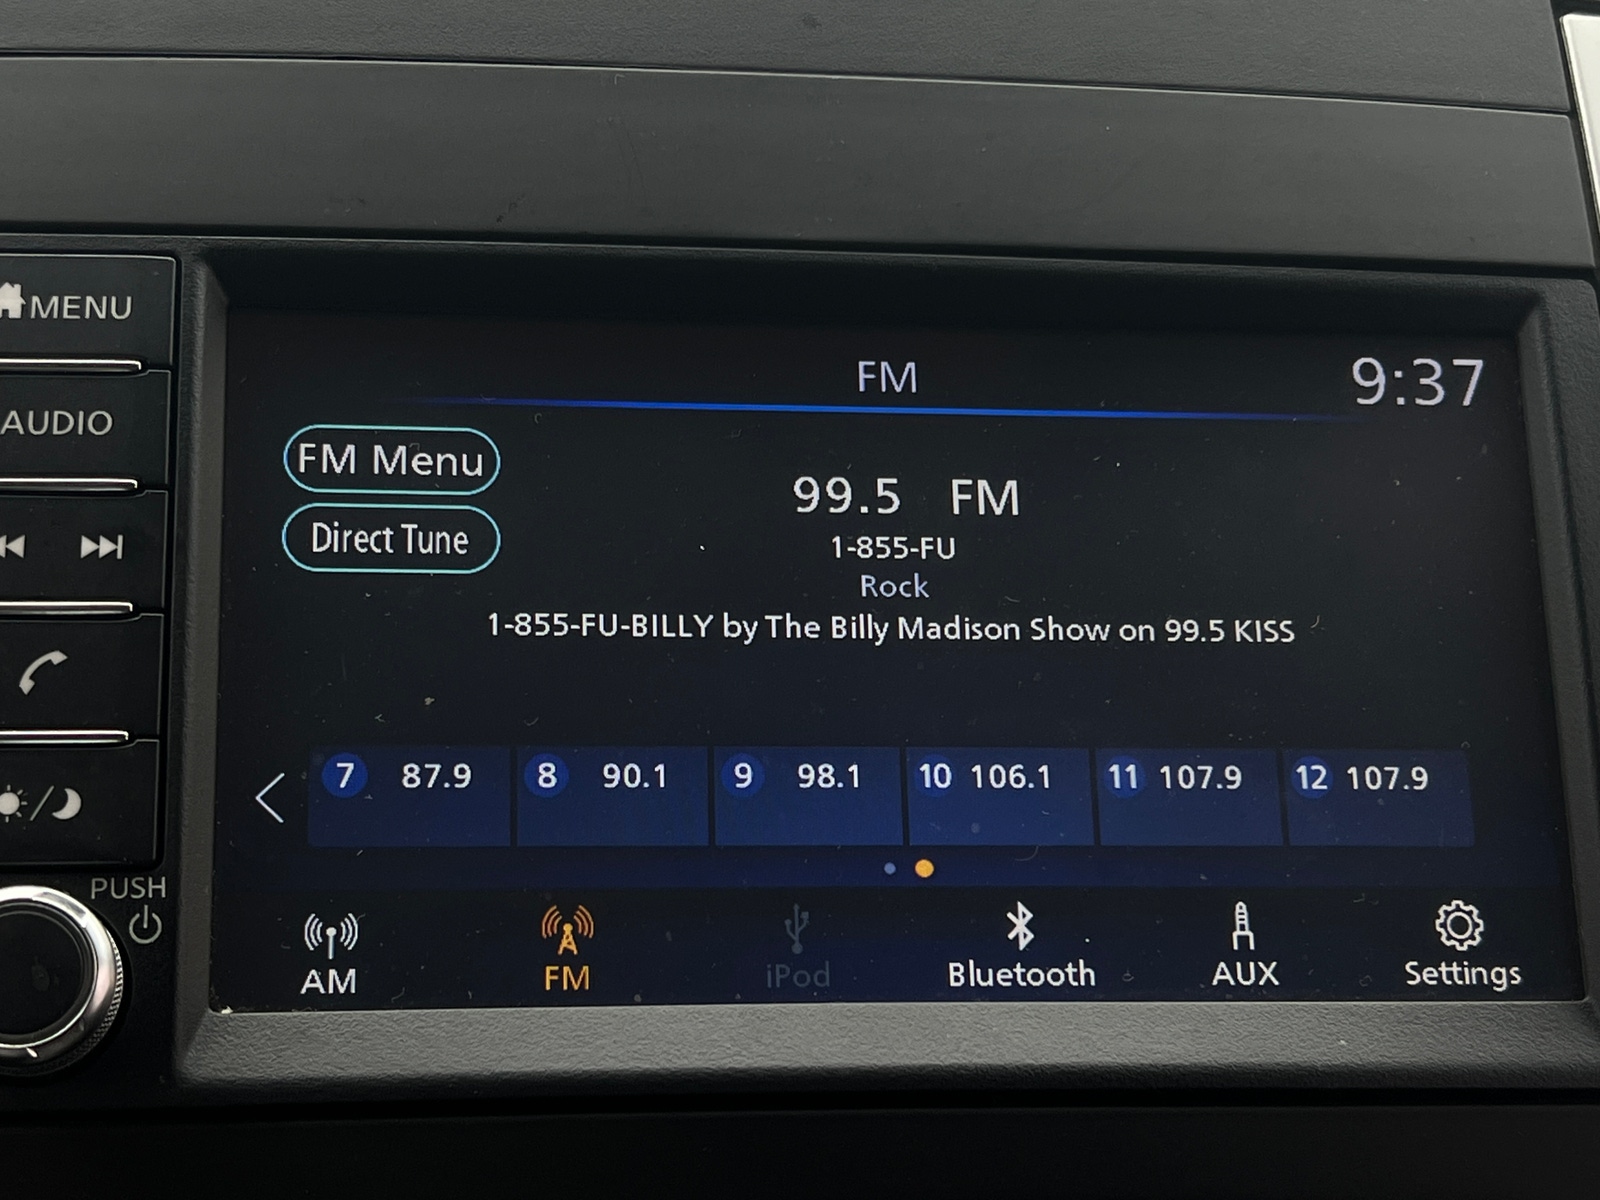 MENU
AUDIO
PUSH
FM
9:37
FM Menu
Direct Tune
99.5 FM
1-855-FU
Rock
1-855-FU-BILLY by The Billy Madison Show on 99.5 KISS
7 87.9 8 90.1 9 98.1 10 106.1 11 107.9 12 107.9
AM FM iPod Bluetooth AUX Settings